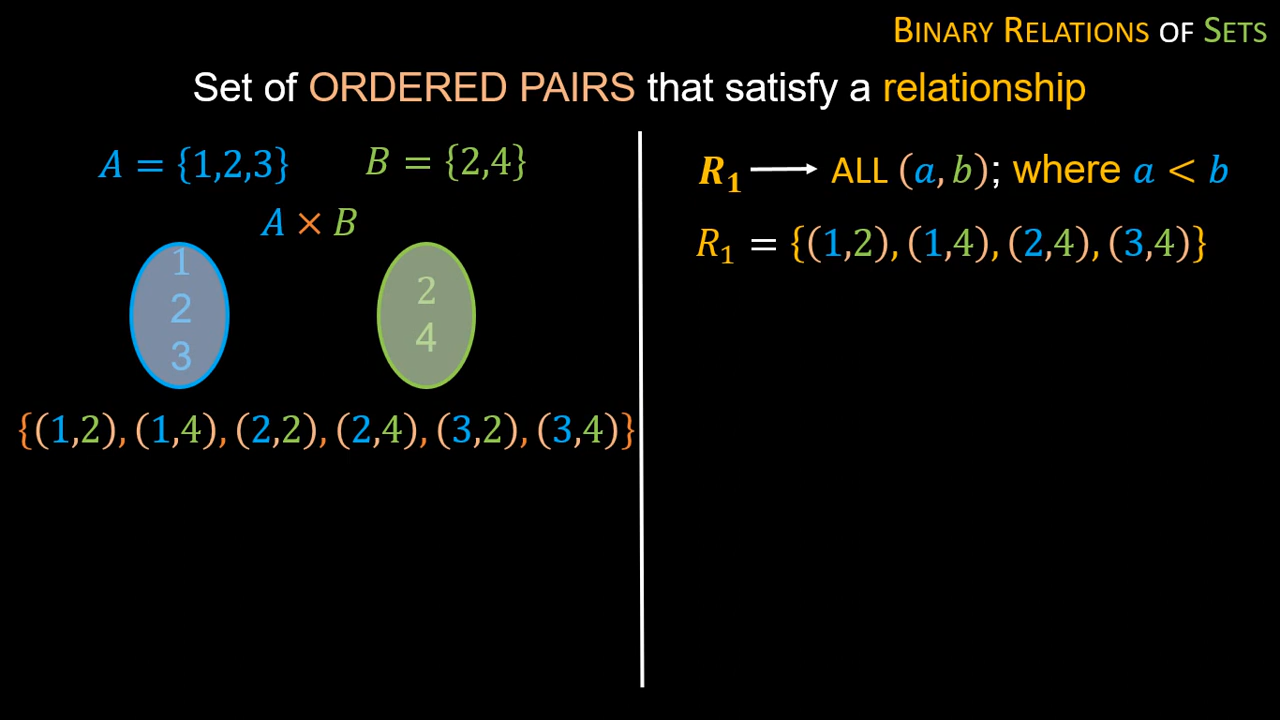 BINARY RELATIONS OF SETS
Set of ORDERED PAIRS that satisfy a relationship
A = {1,2,3}
B = {2,4}
A × B
1
2
3
2
4
{(1,2), (1,4), (2,2), (2,4), (3,2), (3,4)}
R₁ ⟶ ALL (a, b); where a < b
R₁ = {(1,2), (1,4), (2,4), (3,4)}